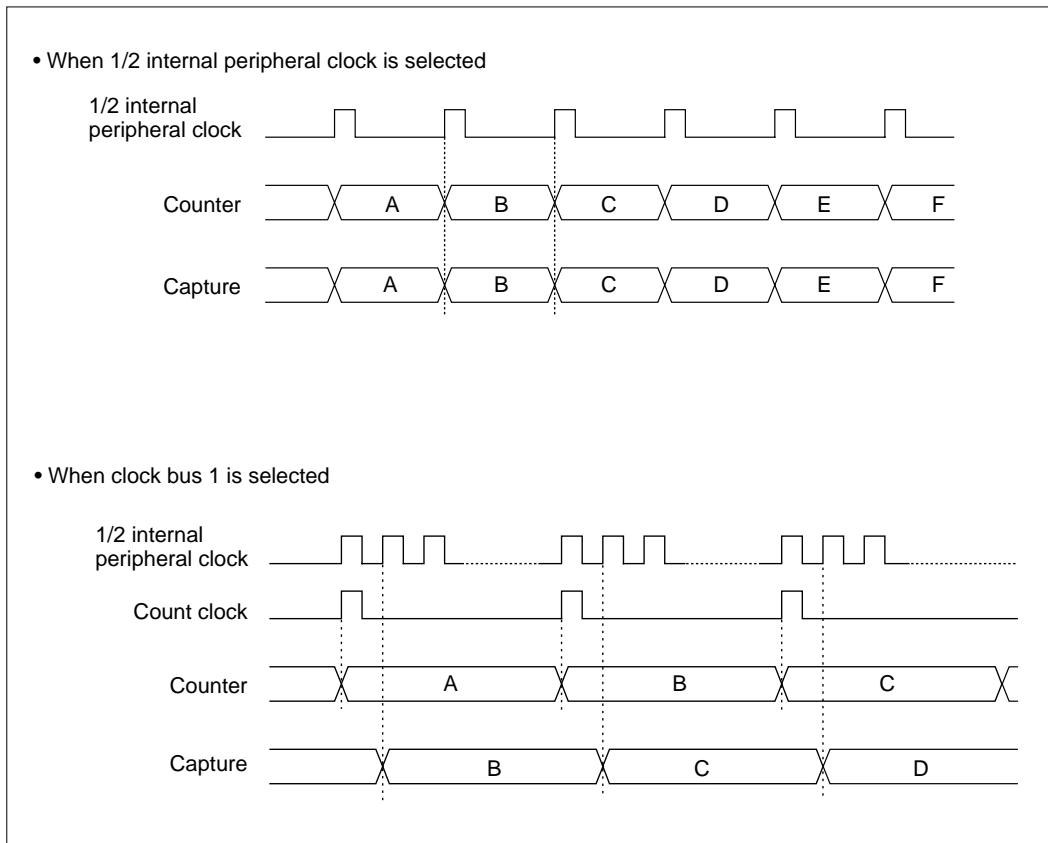 • When 1/2 internal peripheral clock is selected
1/2 internal
peripheral clock
Counter A B C D E F
Capture A B C D E F
• When clock bus 1 is selected
1/2 internal
peripheral clock
Count clock
Counter A B C
Capture B C D